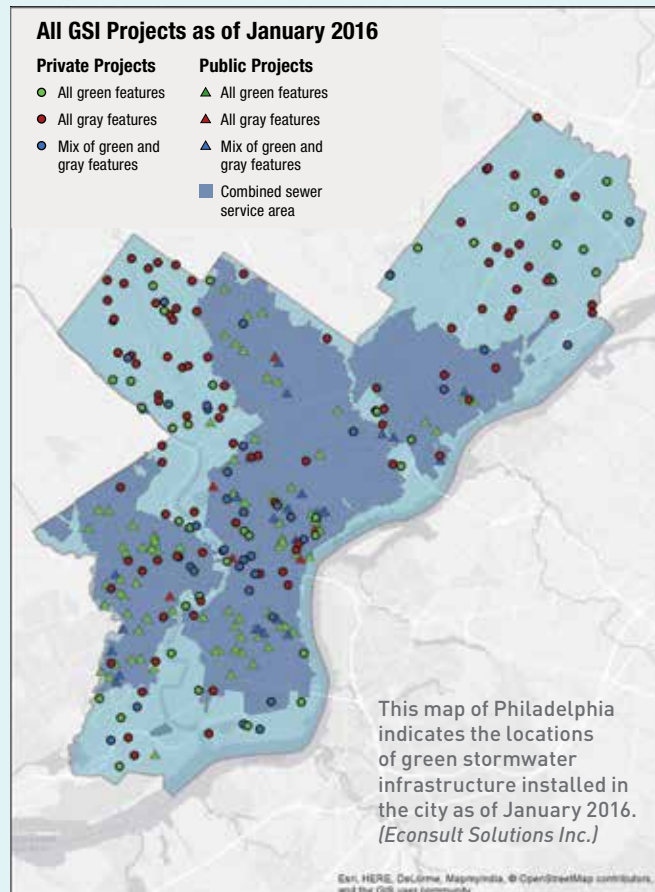 All GSI Projects as of January 2016
Private Projects
All green features
All gray features
Mix of green and
gray features
Public Projects
All green features
All gray features
Mix of green and
gray features
Combined sewer
service area
This map of Philadelphia
indicates the locations
of green stormwater
infrastructure installed in
the city as of January 2016.
(Econsult Solutions Inc.)
Esri, HERE, DeLorme, MapmyIndia, © OpenStreetMap contributors,
and the GIS user community